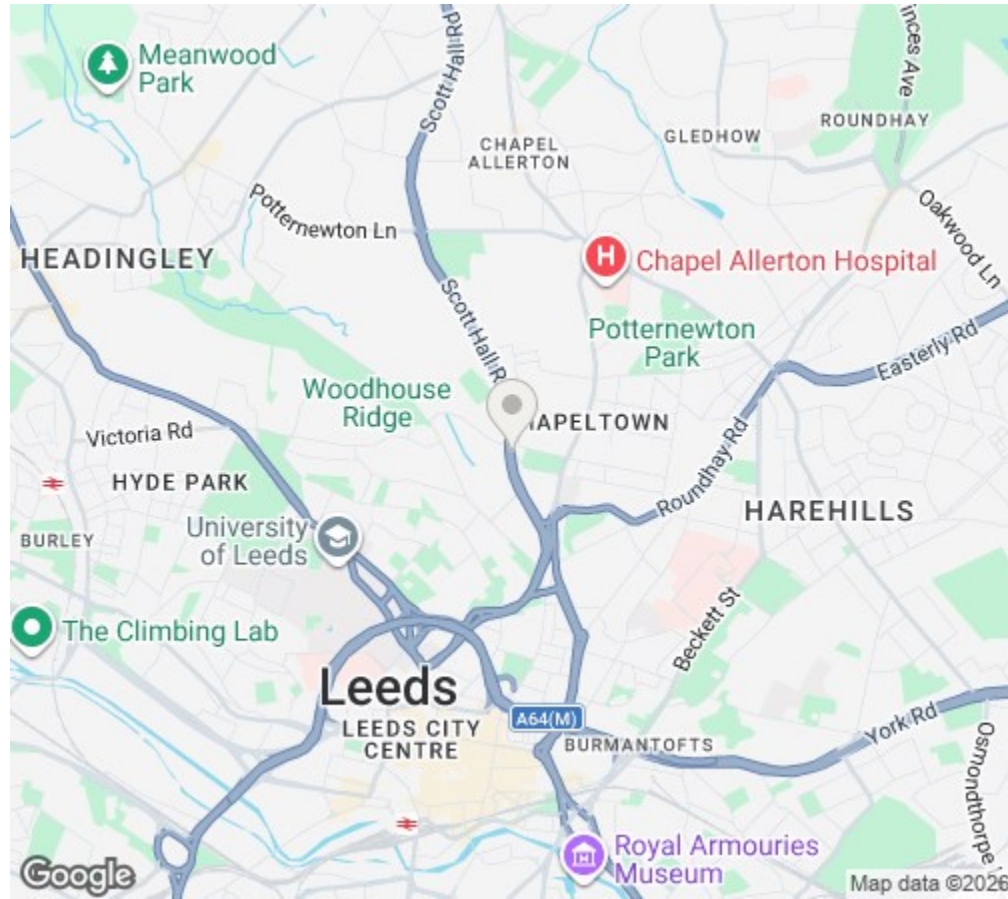 Meanwood
Park
Scott Hall Rd
inces Ave
CHAPEL
ALLERTON
GLEDHOW
ROUNDHAY
Potternewton Ln
Oakwood Ln
HEADINGLEY
Chapel Allerton Hospital
Scott Hall R
Potternewton
Park
Easterly Rd
Woodhouse
Ridge
HAPELTOWN
Victoria Rd
HYDE PARK
Roundhay Rd
HAREHILLS
University
of Leeds
BURLEY
The Climbing Lab
Beckett St
Leeds
LEEDS CITY
CENTRE
A64(M)
BURMANTOFTS
York Rd
Osmondthorpe
Royal Armouries
Museum
Google
Map data ©2026